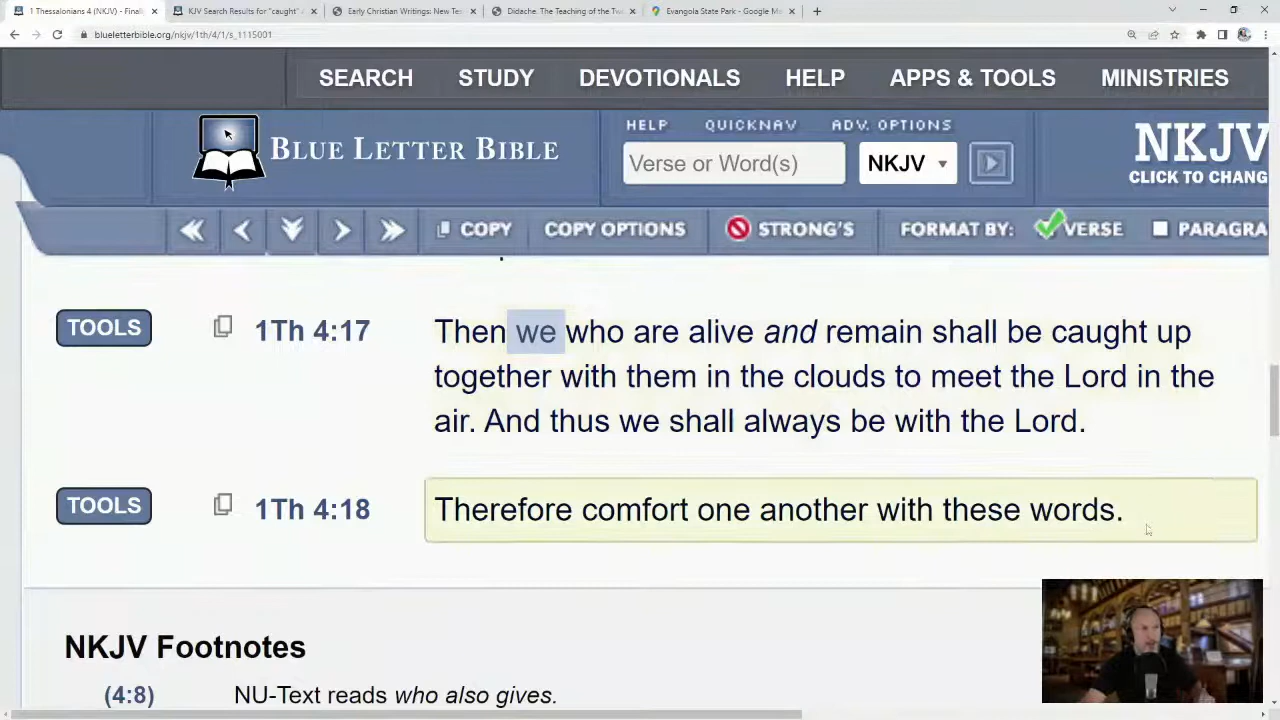 1 Thessalonians 4 (NKJV) - Final
KJV Search Results for "caught"
Early Christian Writings: New Tes
Didache. The Teaching of the Tw
Evangola State Park - Google M
blueletterbible.org/nkjv/1th/4/1/s_1115001
SEARCH STUDY DEVOTIONALS HELP APPS & TOOLS MINISTRIES
HELP QUICKNAV ADV. OPTIONS
BLUE LETTER BIBLE
Verse or Word(s) NKJV
NKJV
CLICK TO CHANG
COPY COPY OPTIONS STRONG'S FORMAT BY: VERSE PARAGRA
TOOLS 1Th 4:17 Then we who are alive and remain shall be caught up
together with them in the clouds to meet the Lord in the
air. And thus we shall always be with the Lord.
TOOLS 1Th 4:18 Therefore comfort one another with these words.
NKJV Footnotes
(4:8) NU-Text reads who also gives.